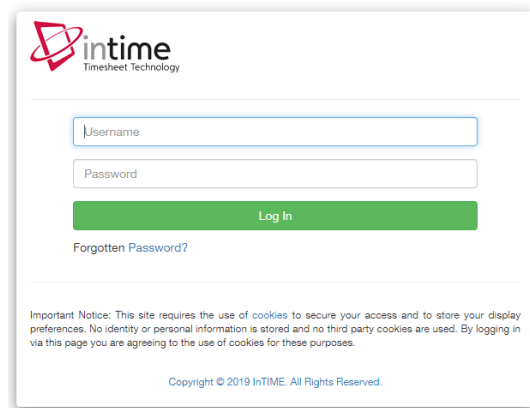 intime
Timesheet Technology
Username
Password
Log In
Forgotten Password?
Important Notice: This site requires the use of cookies to secure your access and to store your display
preferences. No identity or personal information is stored and no third party cookies are used. By logging in
via this page you are agreeing to the use of cookies for these purposes.
Copyright © 2019 InTIME. All Rights Reserved.